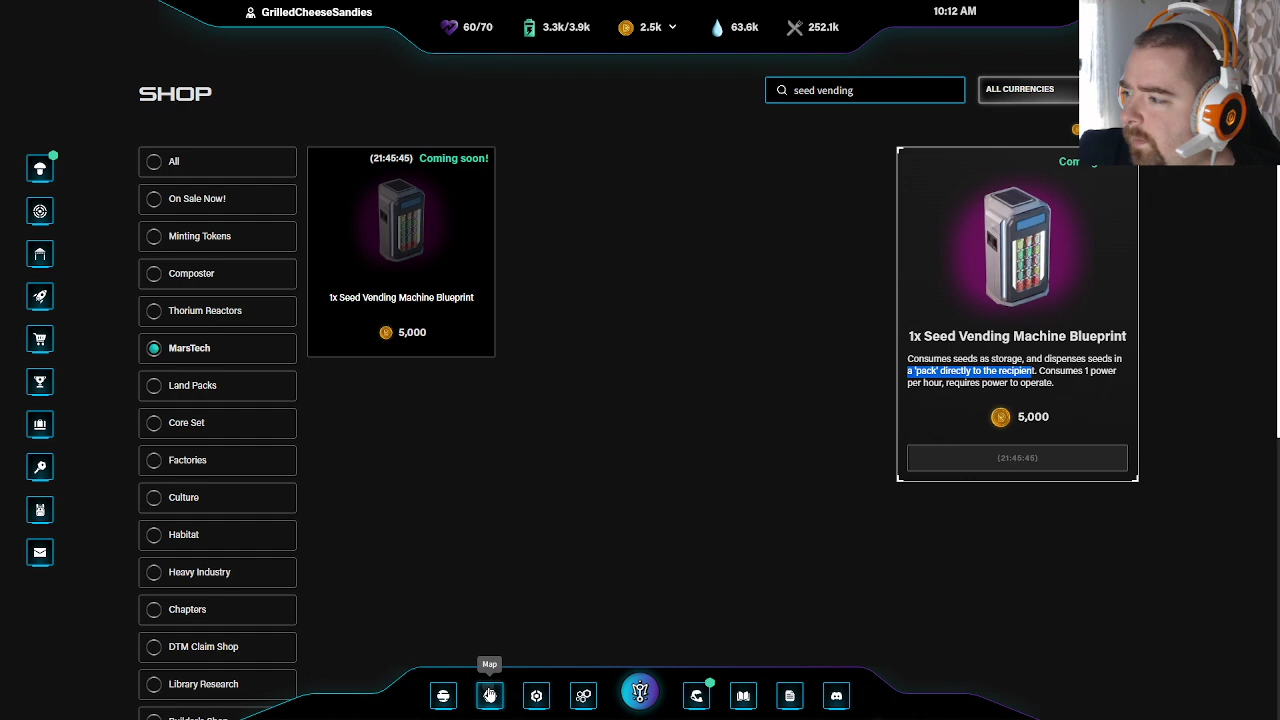 GrilledCheeseSandies
60/70
3.3k/3.9k
2.5k
63.6k
252.1k
10:12 AM
SHOP
seed vending
ALL CURRENCIES
All
On Sale Now!
Minting Tokens
Composter
Thorium Reactors
MarsTech
Land Packs
Core Set
Factories
Culture
Habitat
Heavy Industry
Chapters
DTM Claim Shop
Library Research
(21:45:45) Coming soon!
1x Seed Vending Machine Blueprint
5,000
1x Seed Vending Machine Blueprint
Consumes seeds as storage, and dispenses seeds in
a 'pack' directly to the recipient. Consumes 1 power
per hour, requires power to operate.
5,000
(21:45:45)
Map